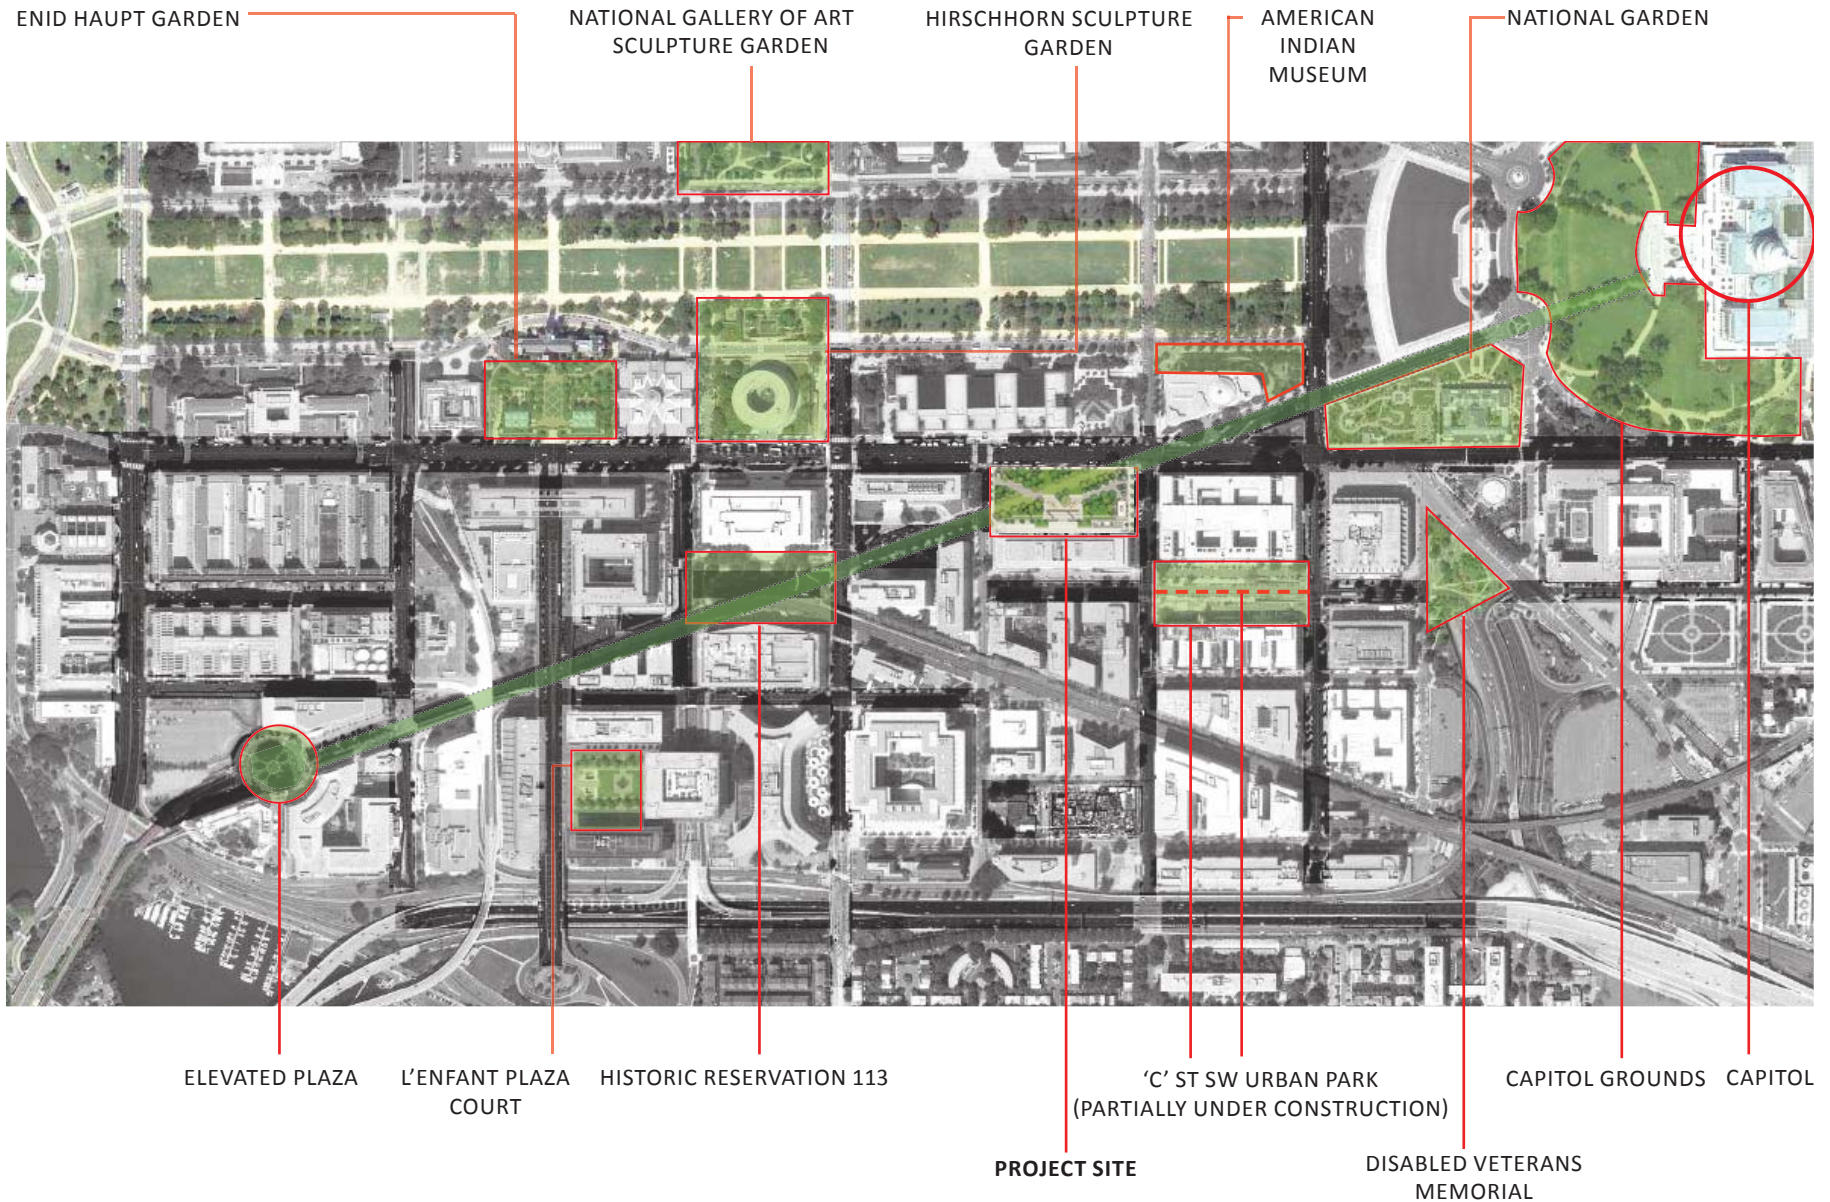 ENID HAUPT GARDEN
NATIONAL GALLERY OF ART
SCULPTURE GARDEN
HIRSCHHORN SCULPTURE
GARDEN
AMERICAN
INDIAN
MUSEUM
NATIONAL GARDEN
ELEVATED PLAZA
L’ENFANT PLAZA
COURT
HISTORIC RESERVATION 113
‘C’ ST SW URBAN PARK
(PARTIALLY UNDER CONSTRUCTION)
CAPITOL GROUNDS
CAPITOL
PROJECT SITE
DISABLED VETERANS
MEMORIAL